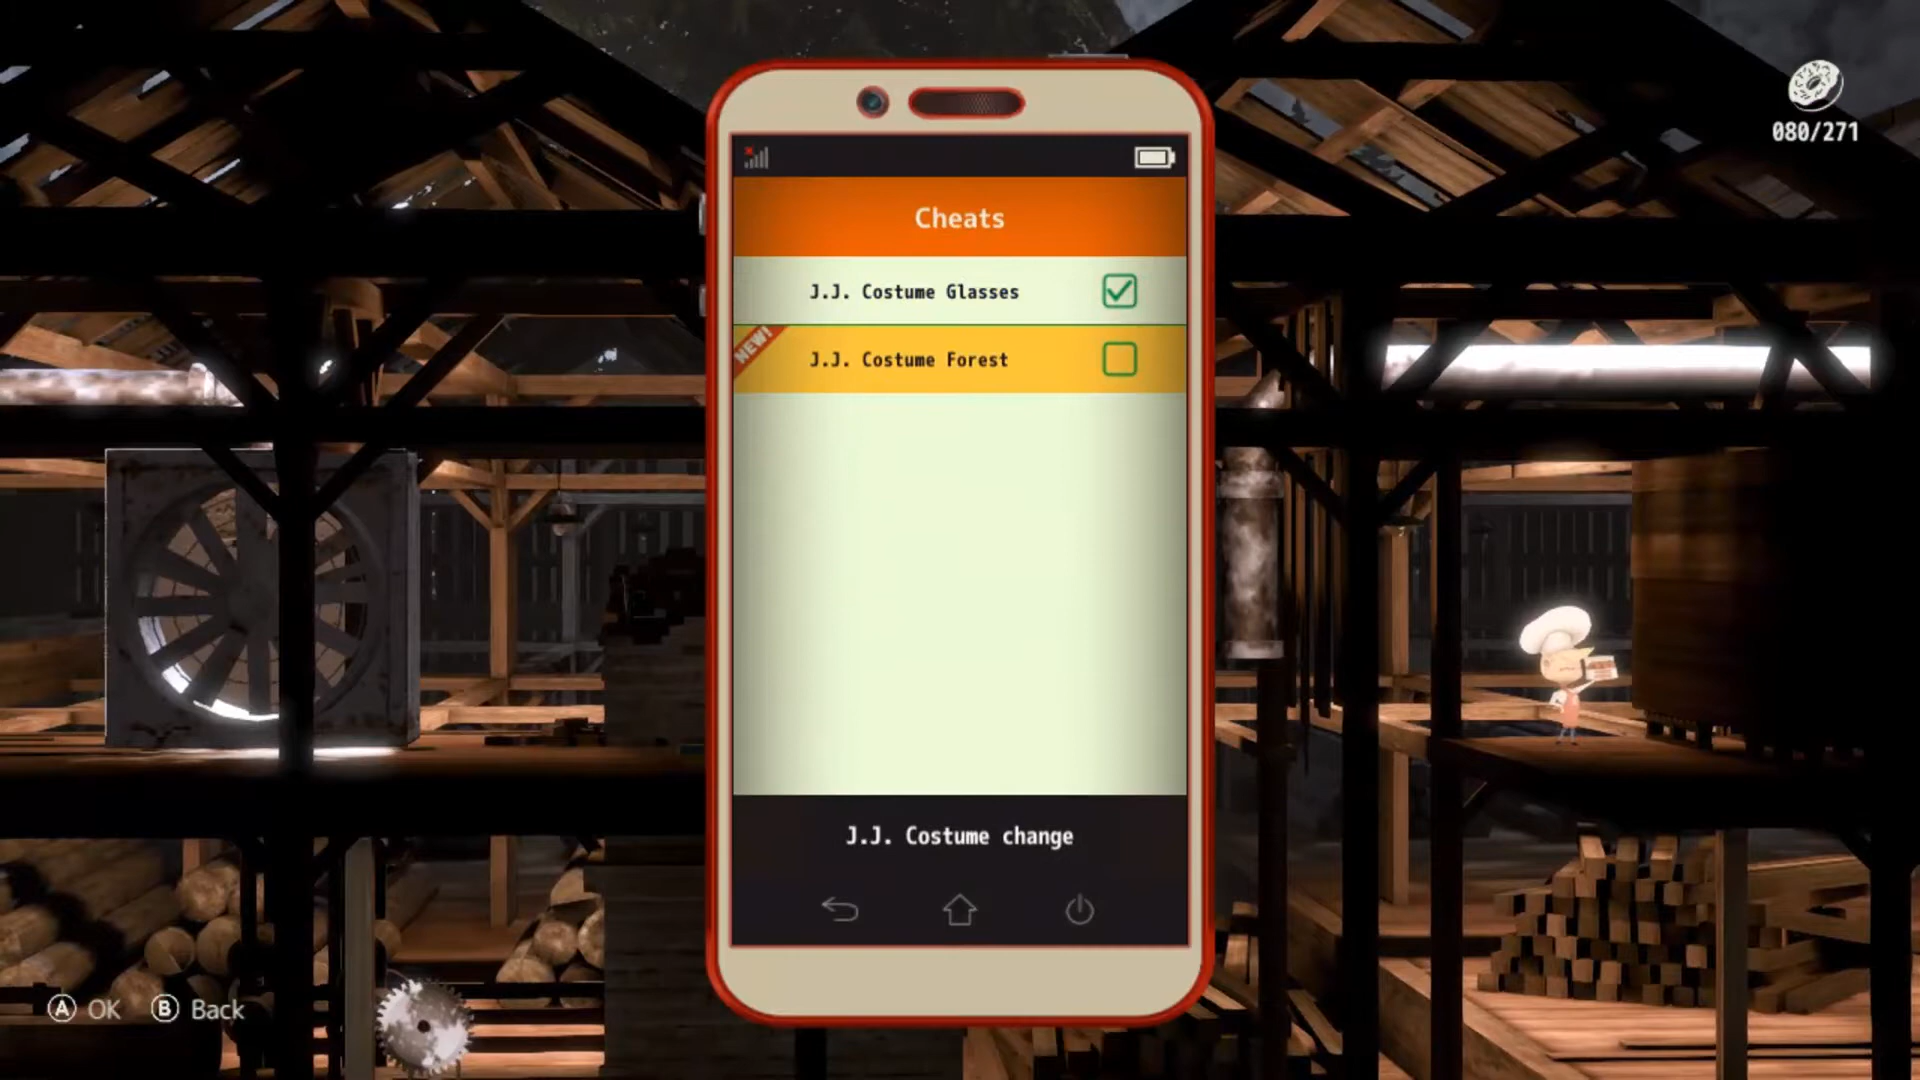 080/271
Cheats
J.J. Costume Glasses
NEW!
J.J. Costume Forest
J.J. Costume change
A OK B Back